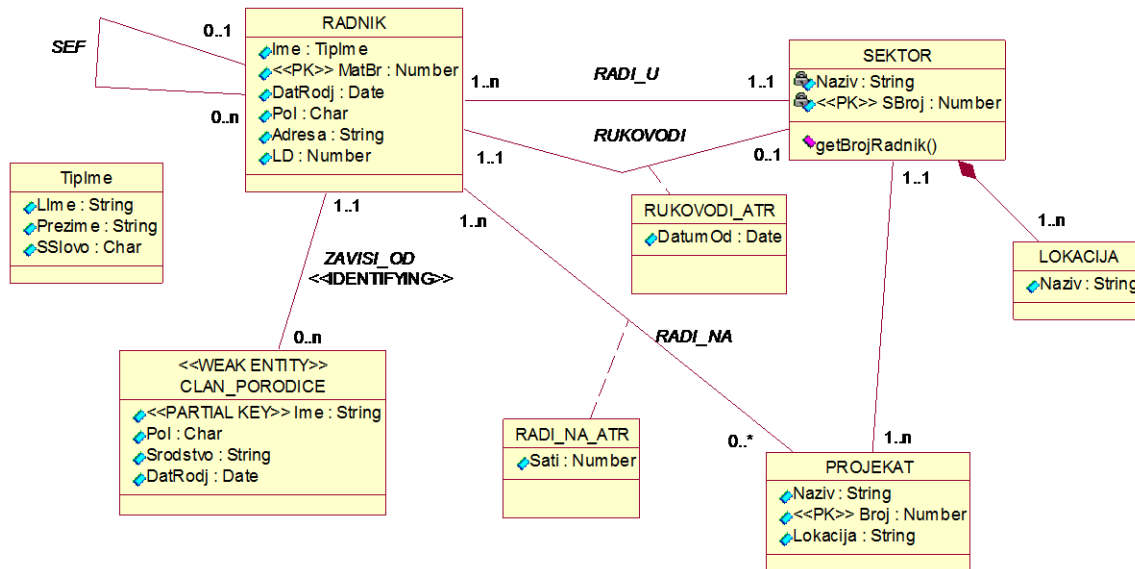 SEF
0..1
0..n
RADNIK
Ime : TipIme
<<PK>> MatBr : Number
DatRodj : Date
Pol : Char
Adresa : String
LD : Number
1..n
RADI_U
1..1
SEKTOR
Naziv : String
<<PK>> SBroj : Number
getBrojRadnik()
1..1
RUKOVODI
0..1
RUKOVODI_ATR
DatumOd : Date
TipIme
LIme : String
Prezime : String
SSlovo : Char
1..1
1..n
1..1
1..n
LOKACIJA
Naziv : String
ZAVISI_OD
<<IDENTIFYING>>
0..n
RADI_NA
<<WEAK ENTITY>>
CLAN_PORODICE
<<PARTIAL KEY>> Ime : String
Pol : Char
Srodstvo : String
DatRodj : Date
RADI_NA_ATR
Sati : Number
0..*
1..n
PROJEKAT
Naziv : String
<<PK>> Broj : Number
Lokacija : String